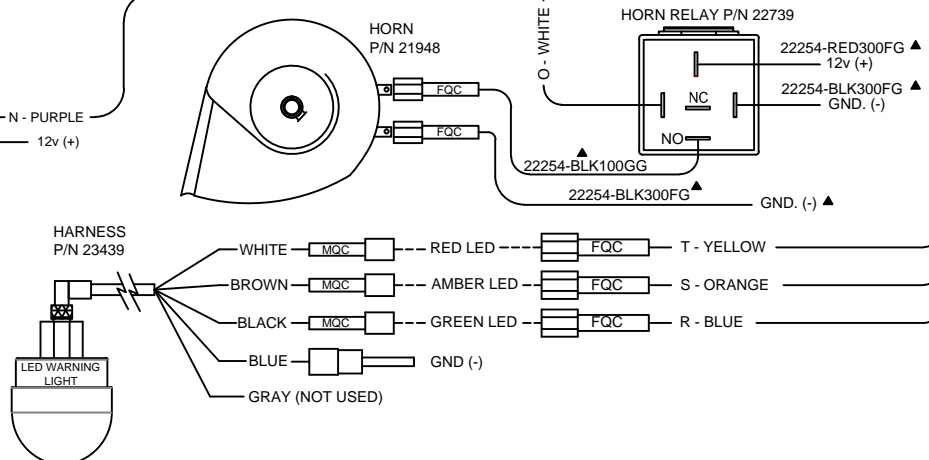 HORN
P/N 21948
O - WHITE -
HORN RELAY P/N 22739
22254-RED300FG ▲
12v (+)
22254-BLK300FG ▲
GND. (-)
NC
NO
FQC
FQC
N - PURPLE
12v (+)
▲
22254-BLK100GG
22254-BLK300FG ▲
GND. (-) ▲
HARNESS
P/N 23439
WHITE MQC RED LED FQC T - YELLOW
BROWN MQC AMBER LED FQC S - ORANGE
BLACK MQC GREEN LED FQC R - BLUE
BLUE GND (-)
GRAY (NOT USED)
LED WARNING
LIGHT